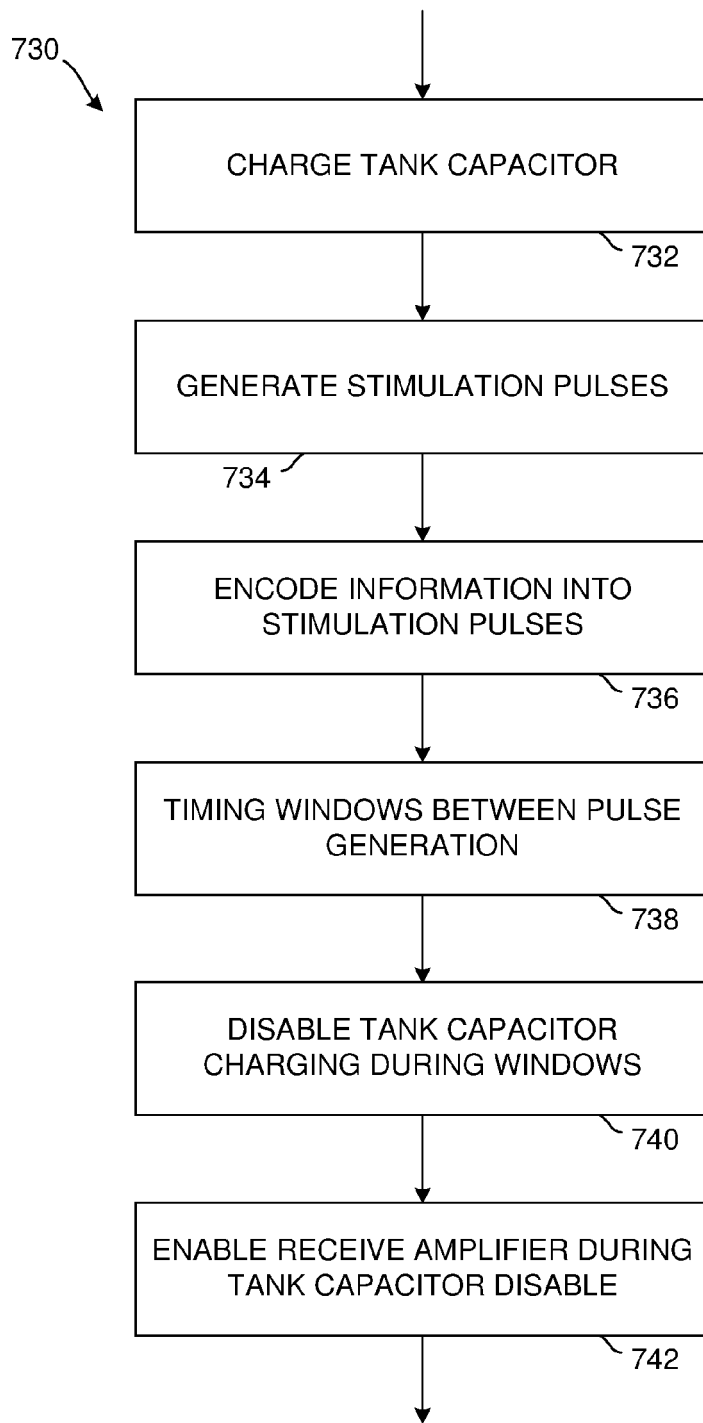 730
CHARGE TANK CAPACITOR
732
GENERATE STIMULATION PULSES
734
ENCODE INFORMATION INTO
STIMULATION PULSES
736
TIMING WINDOWS BETWEEN PULSE
GENERATION
738
DISABLE TANK CAPACITOR
CHARGING DURING WINDOWS
740
ENABLE RECEIVE AMPLIFIER DURING
TANK CAPACITOR DISABLE
742